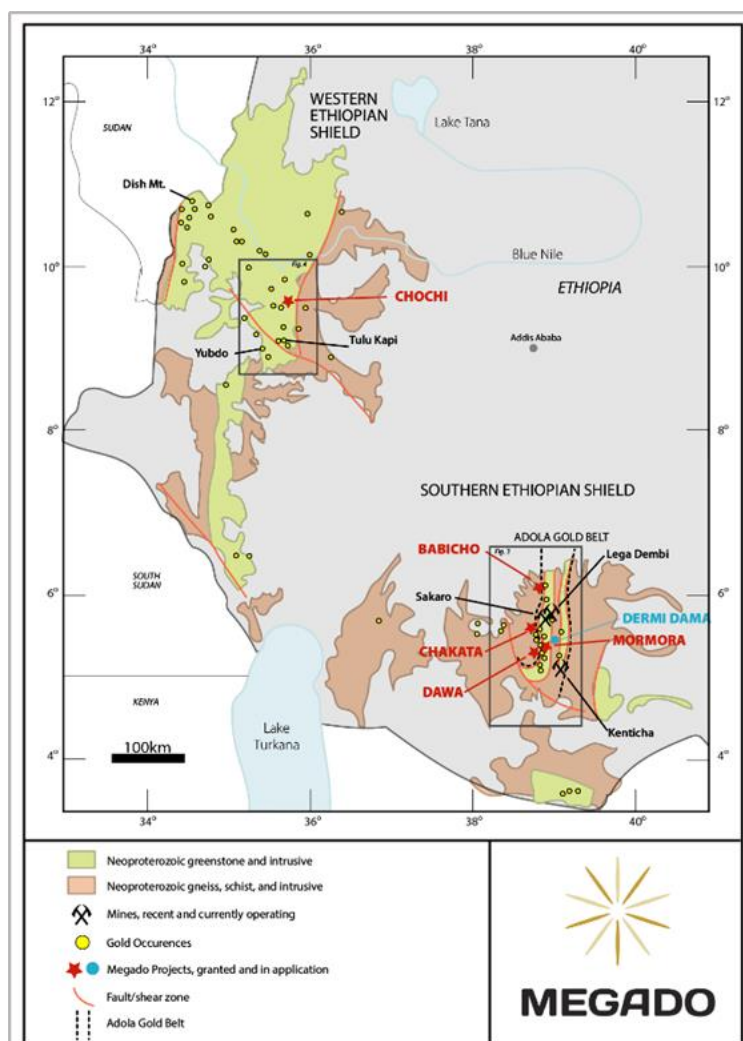 34° 36° 38° 40°
12°
WESTERN
ETHIOPIAN
SHIELD
SUDAN
Lake Tana
Dish Mt.
10°
Fig. 4
Blue Nile
CHOCHI
ETHIOPIA
Tulu Kapi
Addis Ababa
Yubdo
8°
SOUTHERN ETHIOPIAN SHIELD
ADOLA GOLD BELT
BABICHO
Lega Dembi
6°
Sakaro
SOUTH
SUDAN
DERMI DAMA
CHAKATA
MORMORA
DAWA
KENYA
Kenticha
Lake
Turkana
100km
4°
34° 36° 38° 40°
Neoproterozoic greenstone and intrusive
Neoproterozoic gneiss, schist, and intrusive
Mines, recent and currently operating
Gold Occurences
Megado Projects, granted and in application
Fault/shear zone
Adola Gold Belt
MEGADO